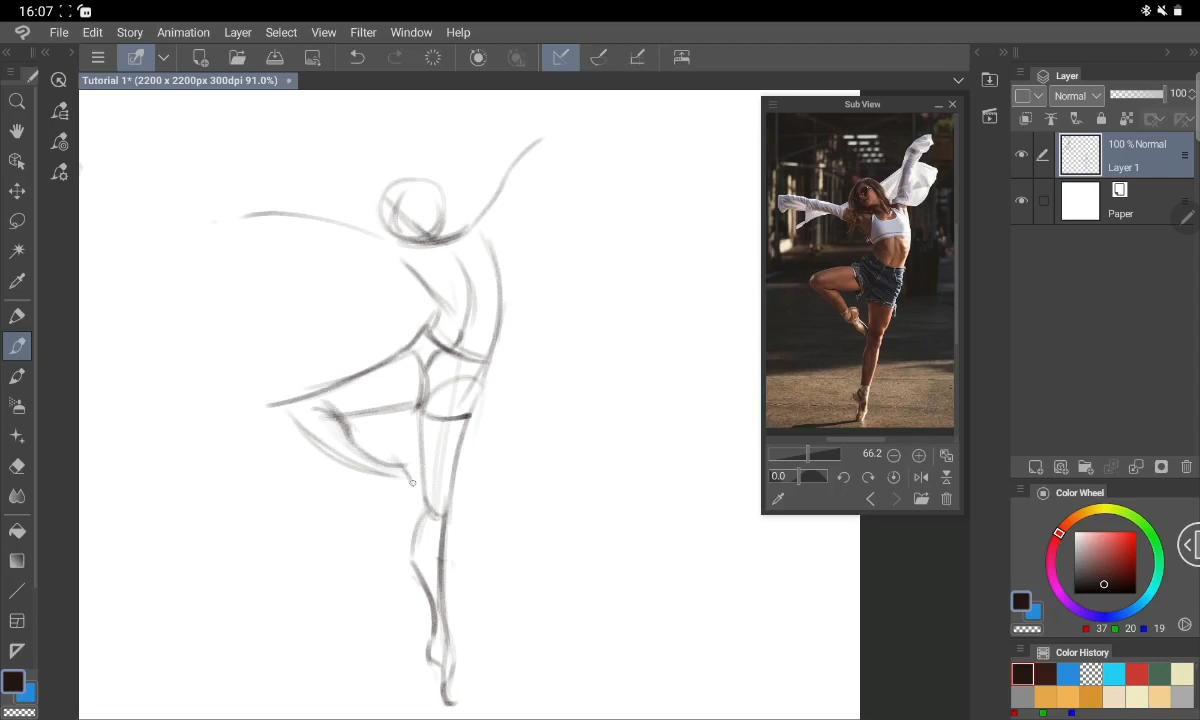 16:07
File Edit Story Animation Layer Select View Filter Window Help
Tutorial 1* (2200 x 2200px 300dpi 91.0%)
Sub View
66.2
0.0
Layer
Normal 100
100 % Normal
Layer 1
Paper
Color Wheel
37 20 19
Color History